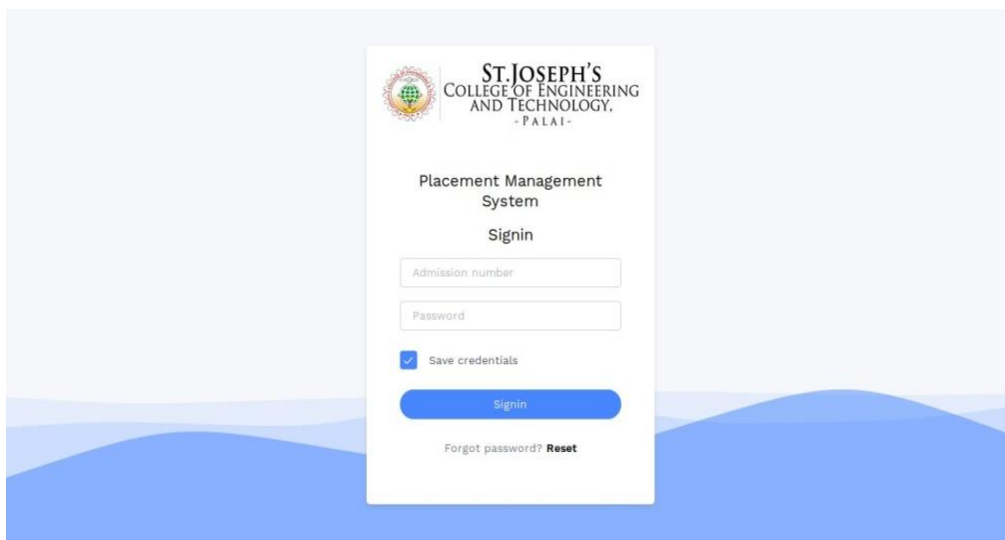 ST.JOSEPH'S
COLLEGE OF ENGINEERING
AND TECHNOLOGY,
- PALAI -
Placement Management
System
Signin
Admission number
Password
Save credentials
Signin
Forgot password? Reset